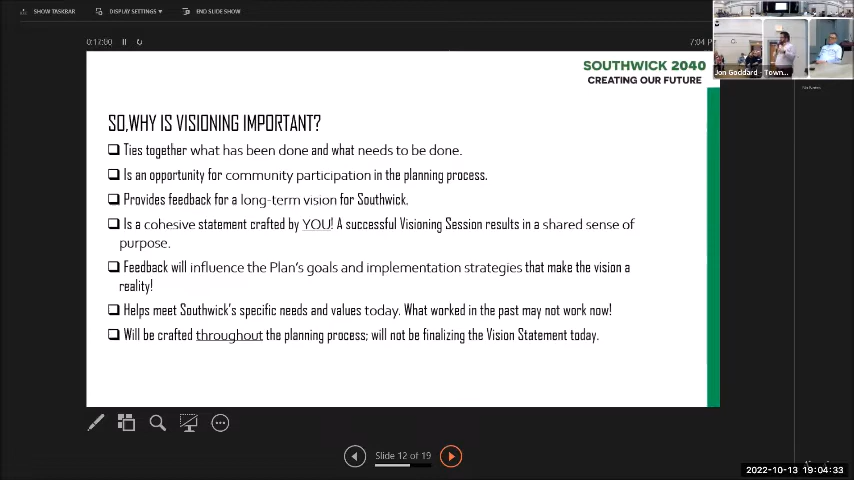 SHOW TASKBAR
DISPLAY SETTINGS
END SLIDE SHOW
0:12:00
7:04 P
SOUTHWICK 2040
CREATING OUR FUTURE
Jon Goddard - Town...
SO,WHY IS VISIONING IMPORTANT?
Ties together what has been done and what needs to be done.
Is an opportunity for community participation in the planning process.
Provides feedback for a long-term vision for Southwick.
Is a cohesive statement crafted by YOU! A successful Visioning Session results in a shared sense of
purpose.
Feedback will influence the Plan's goals and implementation strategies that make the vision a
reality!
Helps meet Southwick's specific needs and values today. What worked in the past may not work now!
Will be crafted throughout the planning process; will not be finalizing the Vision Statement today.
Slide 12 of 19
2022-10-13 19:04:33